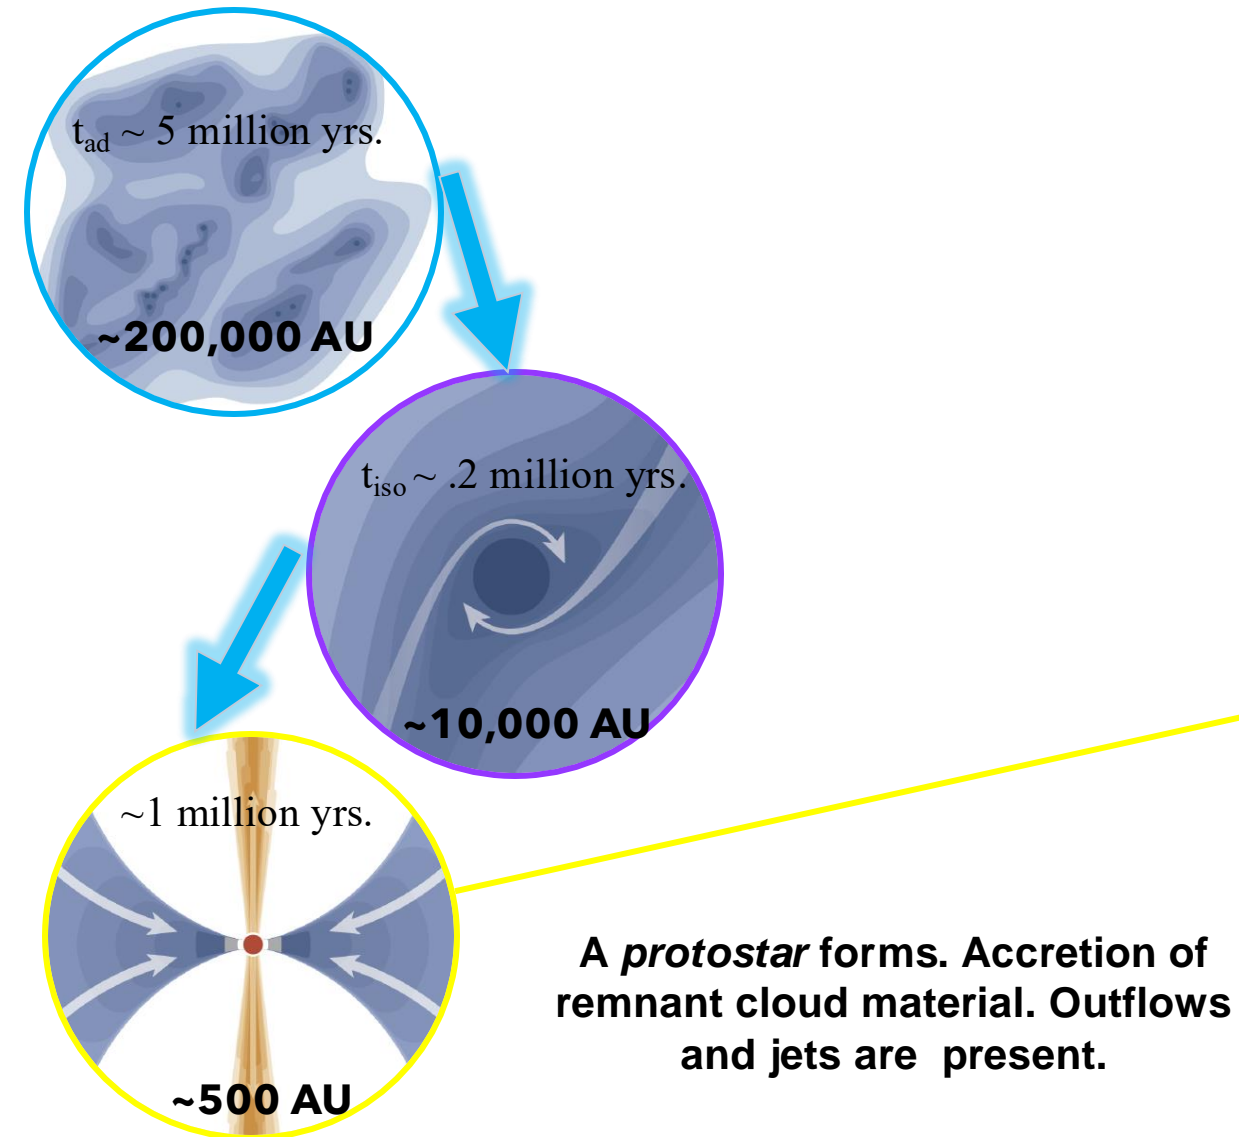 t_ad ~ 5 million yrs.
~200,000 AU
t_iso ~ .2 million yrs.
~10,000 AU
~1 million yrs.
~500 AU
A protostar forms. Accretion of
remnant cloud material. Outflows
and jets are present.